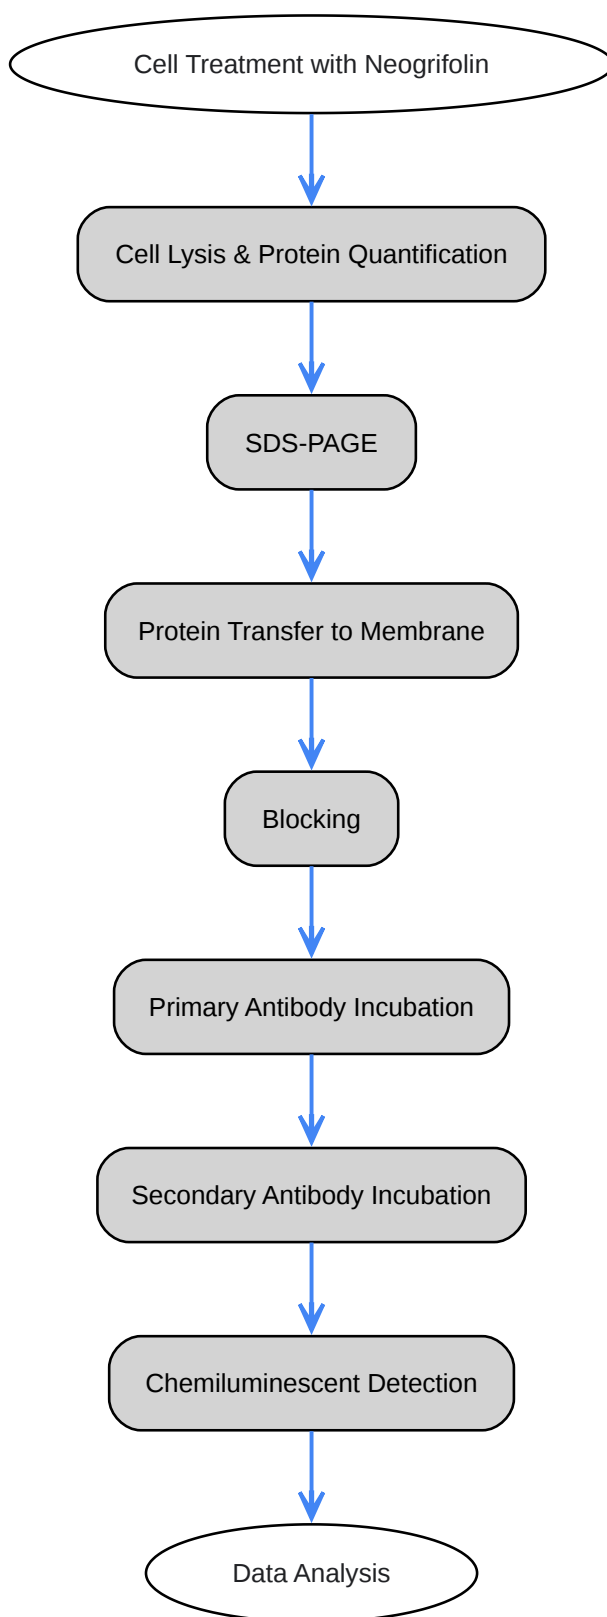 Cell Treatment with Neogrifolin
Cell Lysis & Protein Quantification
SDS-PAGE
Protein Transfer to Membrane
Blocking
Primary Antibody Incubation
Secondary Antibody Incubation
Chemiluminescent Detection
Data Analysis